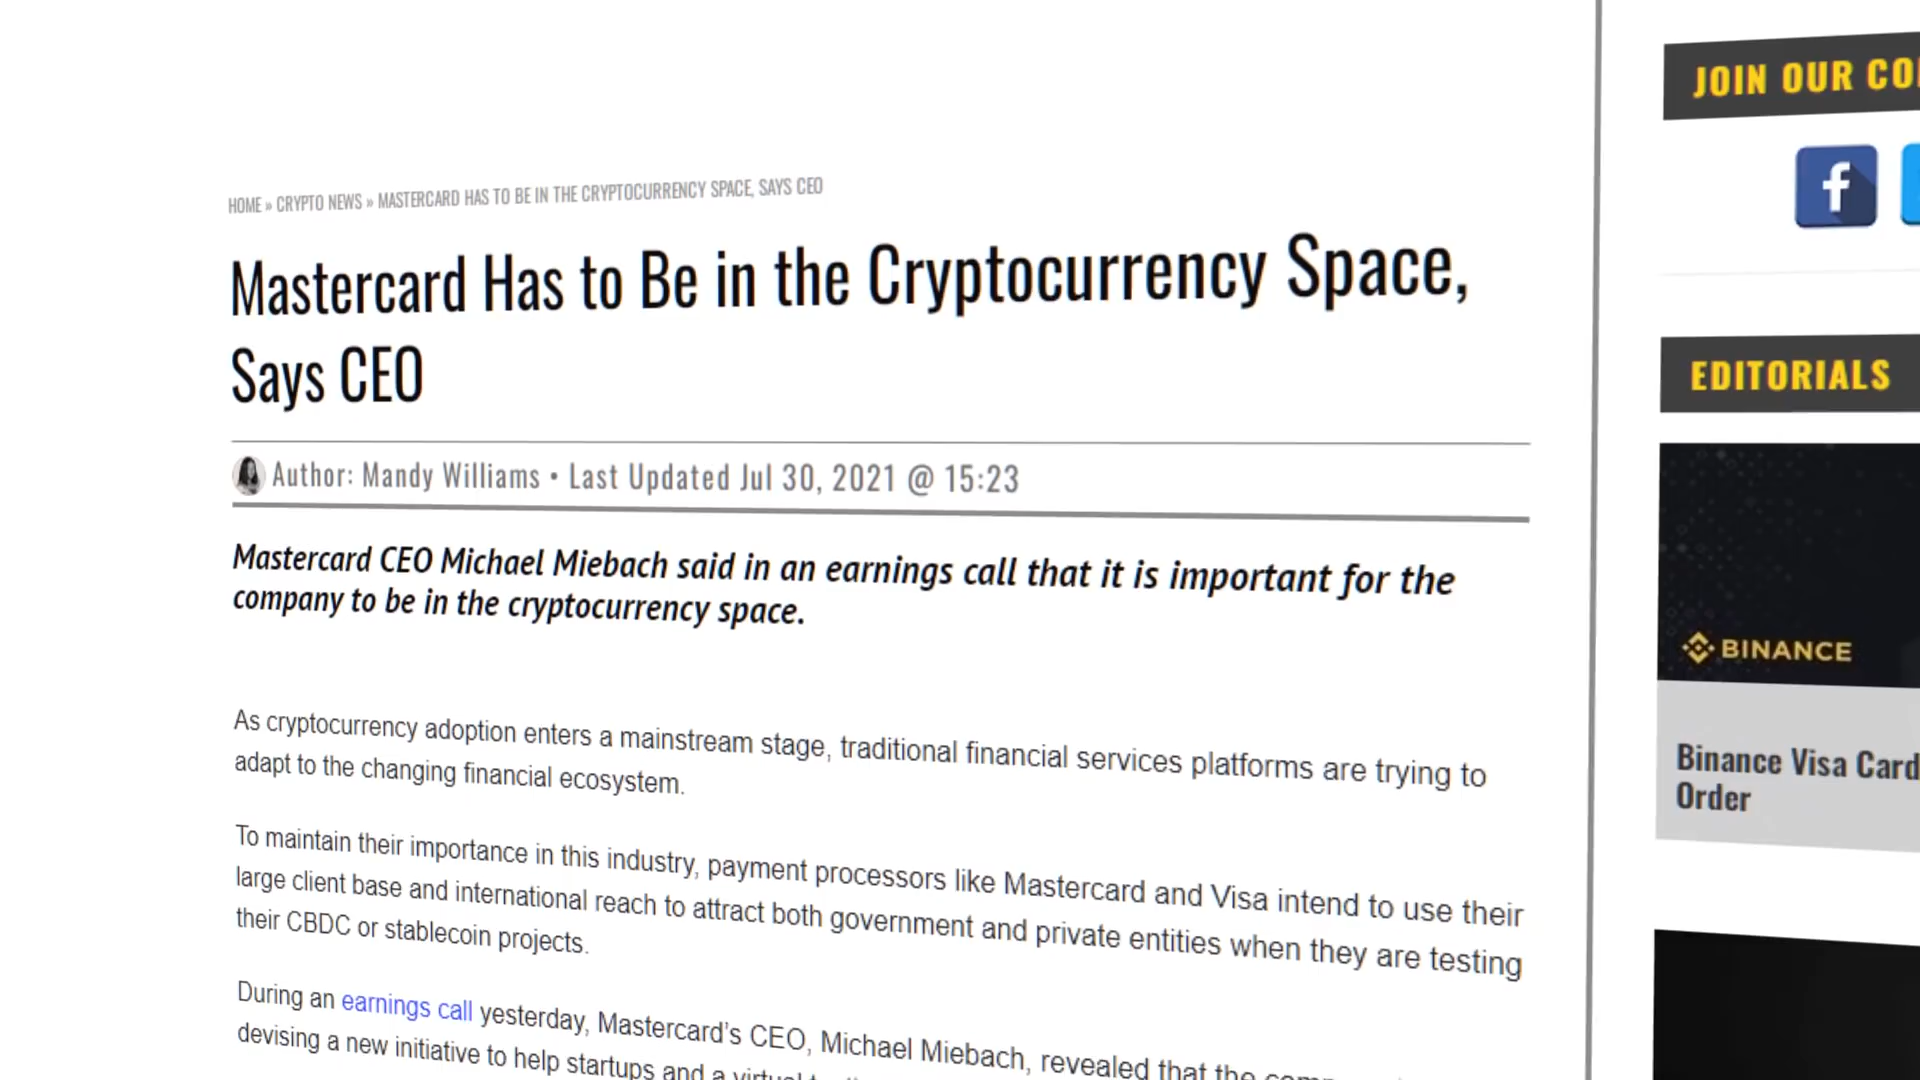 HOME » CRYPTO NEWS » MASTERCARD HAS TO BE IN THE CRYPTOCURRENCY SPACE, SAYS CEO
Mastercard Has to Be in the Cryptocurrency Space,
Says CEO
Author: Mandy Williams • Last Updated Jul 30, 2021 @ 15:23
Mastercard CEO Michael Miebach said in an earnings call that it is important for the
company to be in the cryptocurrency space.
As cryptocurrency adoption enters a mainstream stage, traditional financial services platforms are trying to
adapt to the changing financial ecosystem.
To maintain their importance in this industry, payment processors like Mastercard and Visa intend to use their
large client base and international reach to attract both government and private entities when they are testing
their CBDC or stablecoin projects.
During an earnings call yesterday, Mastercard's CEO, Michael Miebach, revealed that the
devising a new initiative to help startups and a
JOIN OUR
EDITORIALS
BINANCE
Binance Visa Card
Order